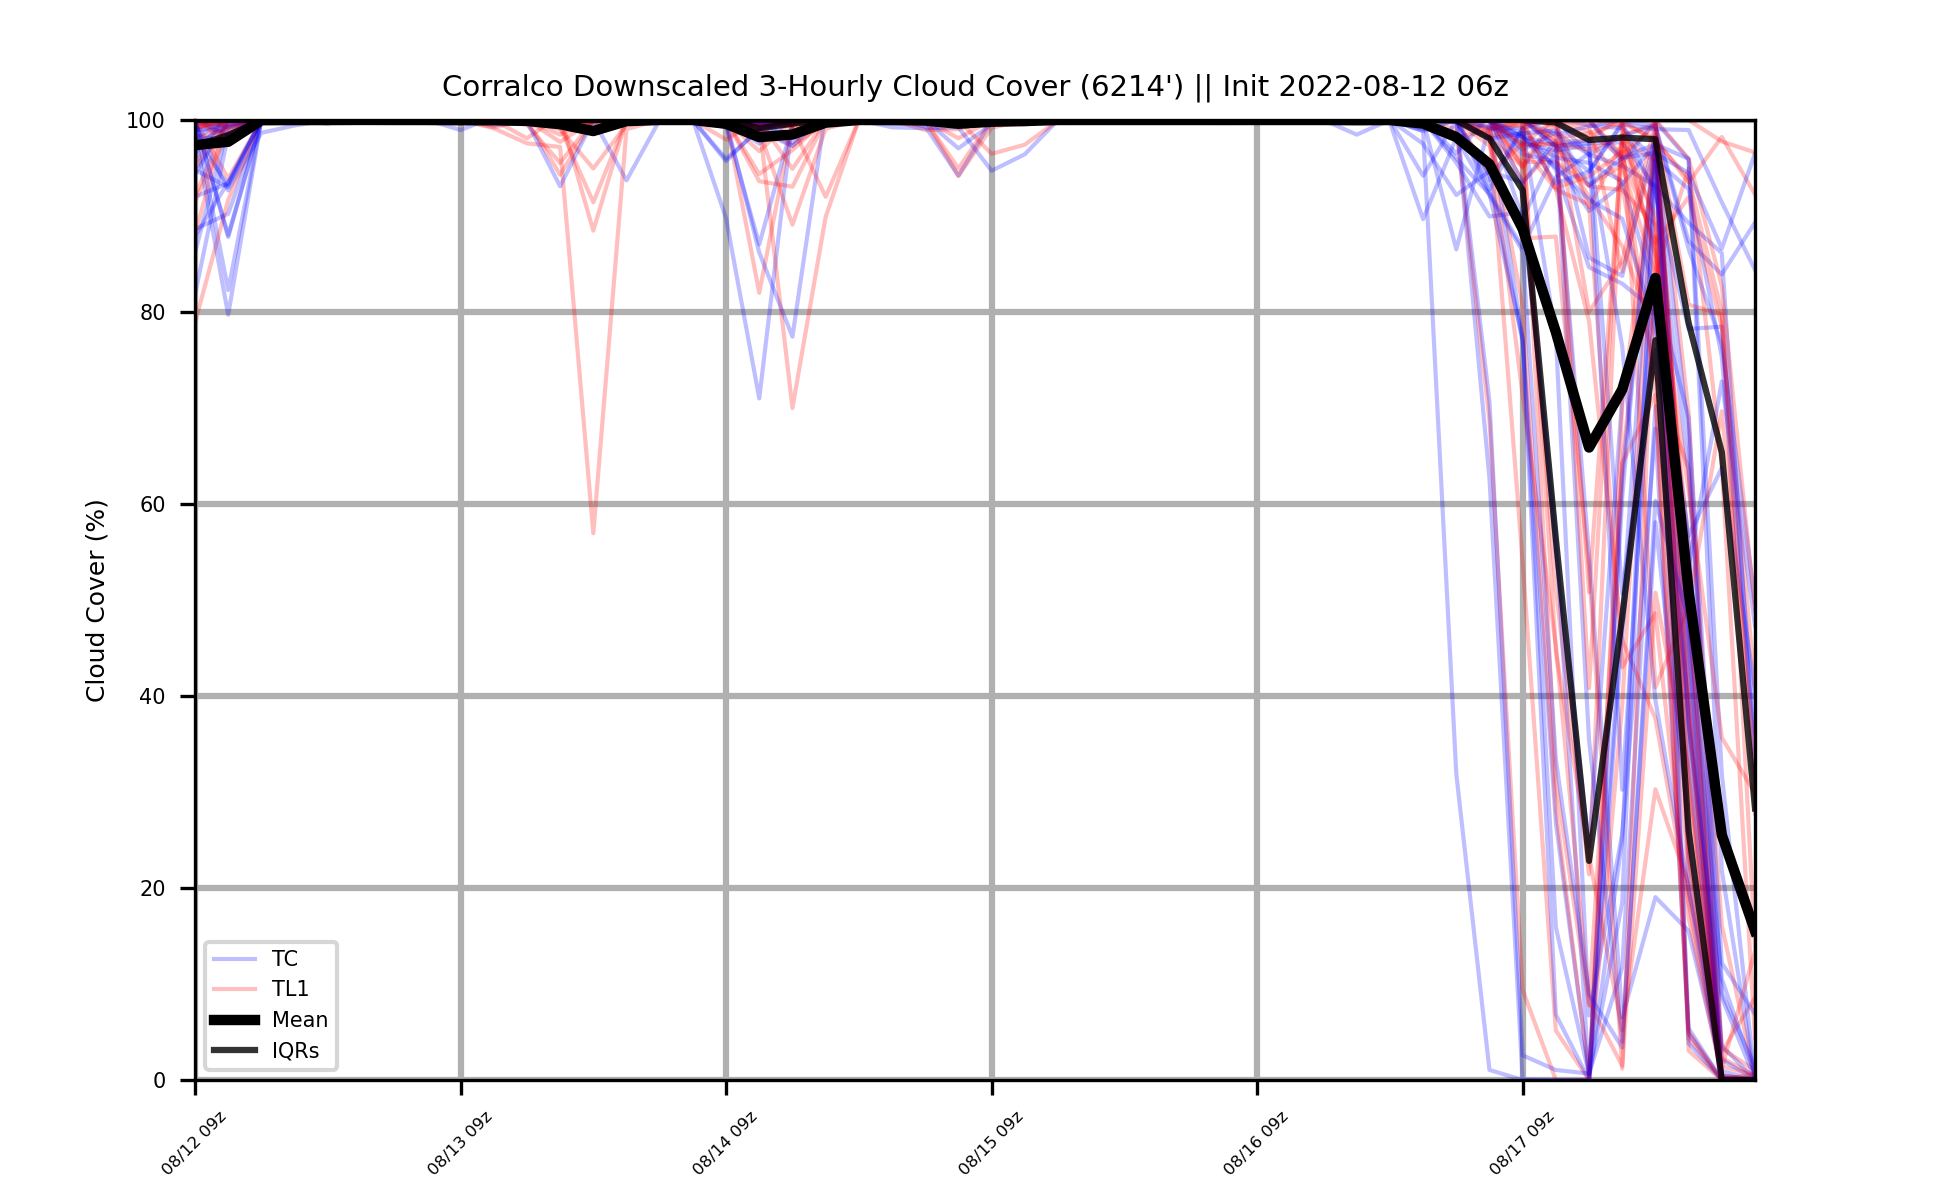 Corralco Downscaled 3-Hourly Cloud Cover (6214') || Init 2022-08-12 06z
Cloud Cover (%)
100
80
60
40
20
0
TC
TL1
Mean
IQRs
08/12 09z
08/13 09z
08/14 09z
08/15 09z
08/16 09z
08/17 09z